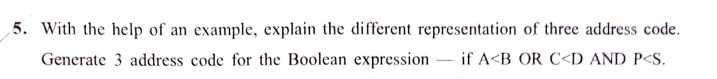 5. With the help of an example, explain the different representation of three address code.
Generate 3 address code for the Boolean expression — if A<B OR C<D AND P<S.